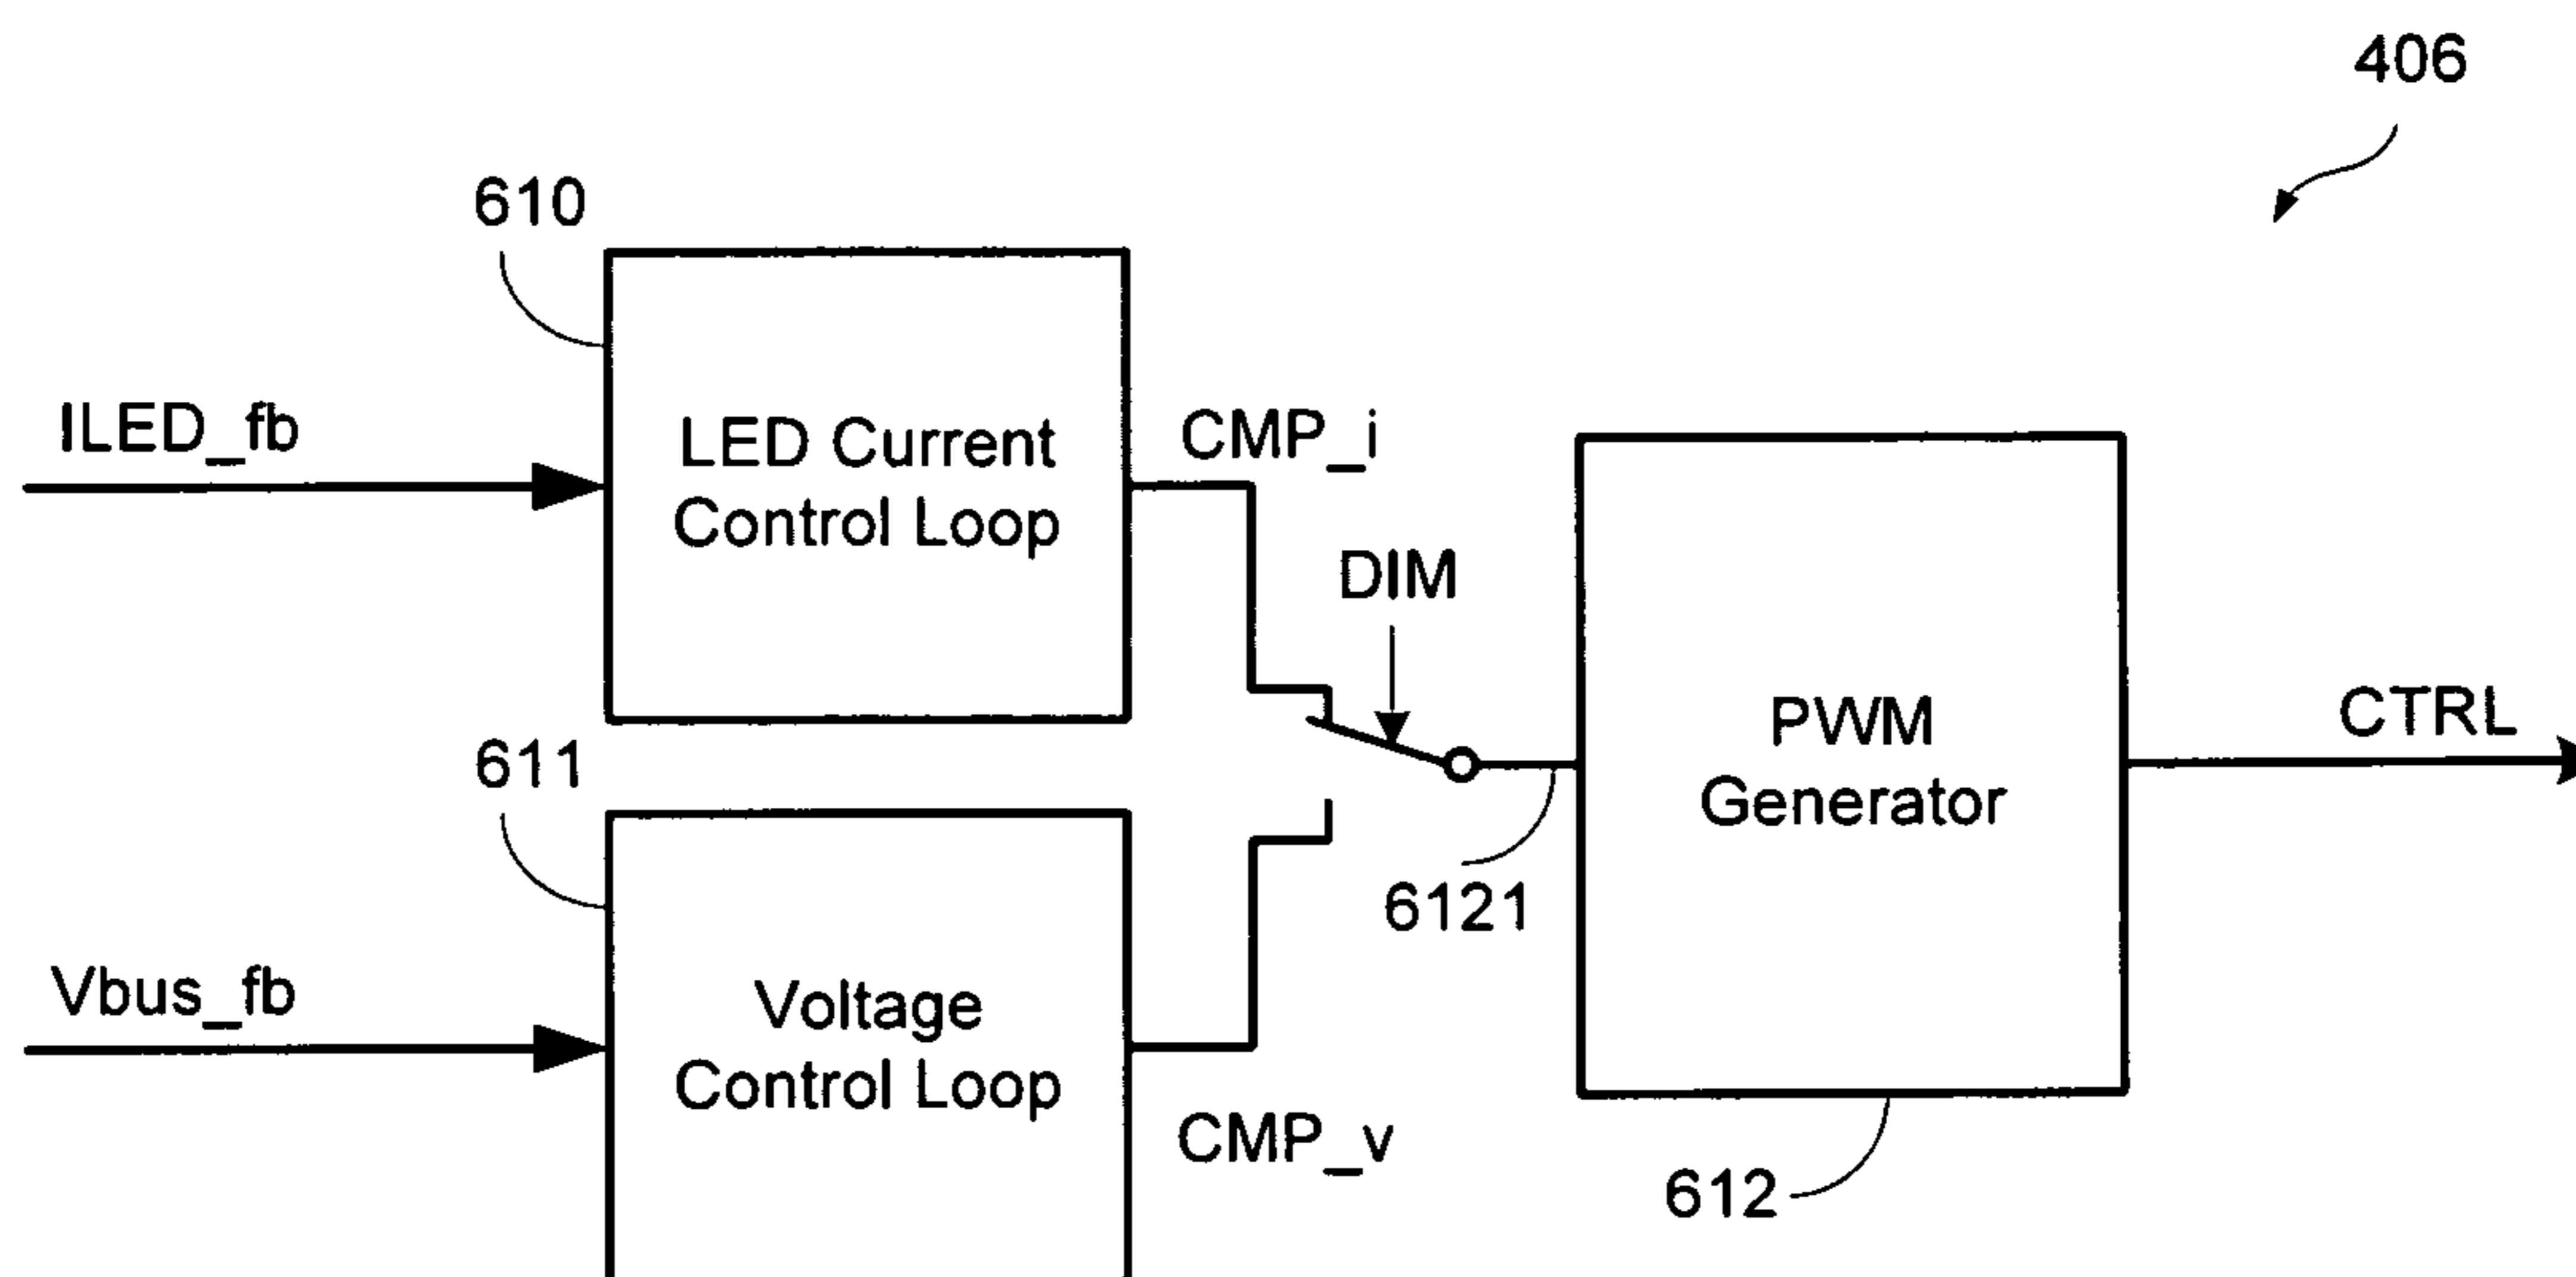 406
610
ILED_fb
LED Current
Control Loop
CMP_i
DIM
PWM
Generator
CTRL
611
6121
Vbus_fb
Voltage
Control Loop
CMP_v
612